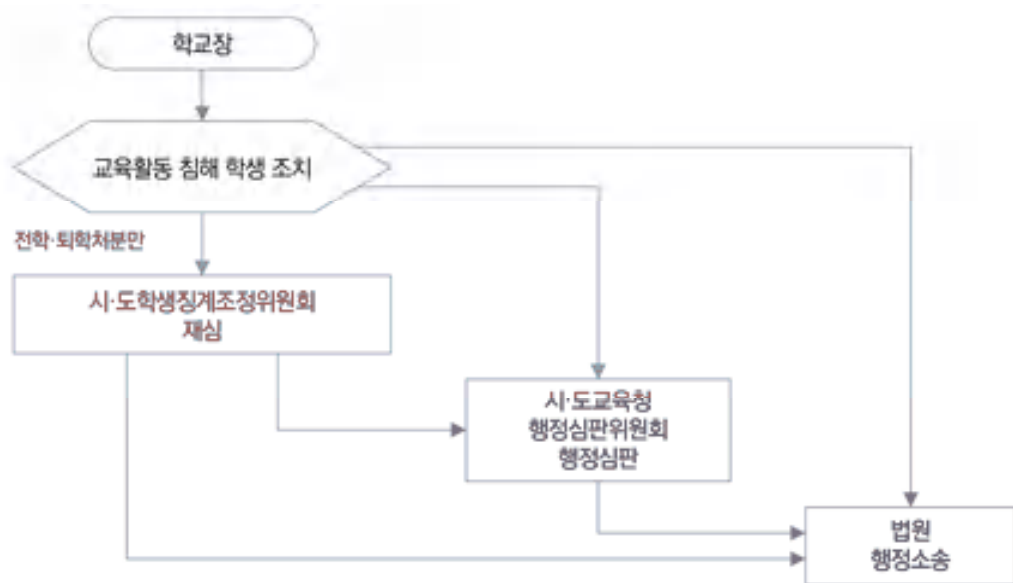 학교장
교육활동 침해 학생 조치
전학·퇴학처분만
시·도학생징계조정위원회
재심
시·도교육청
행정심판위원회
행정심판
법원
행정소송